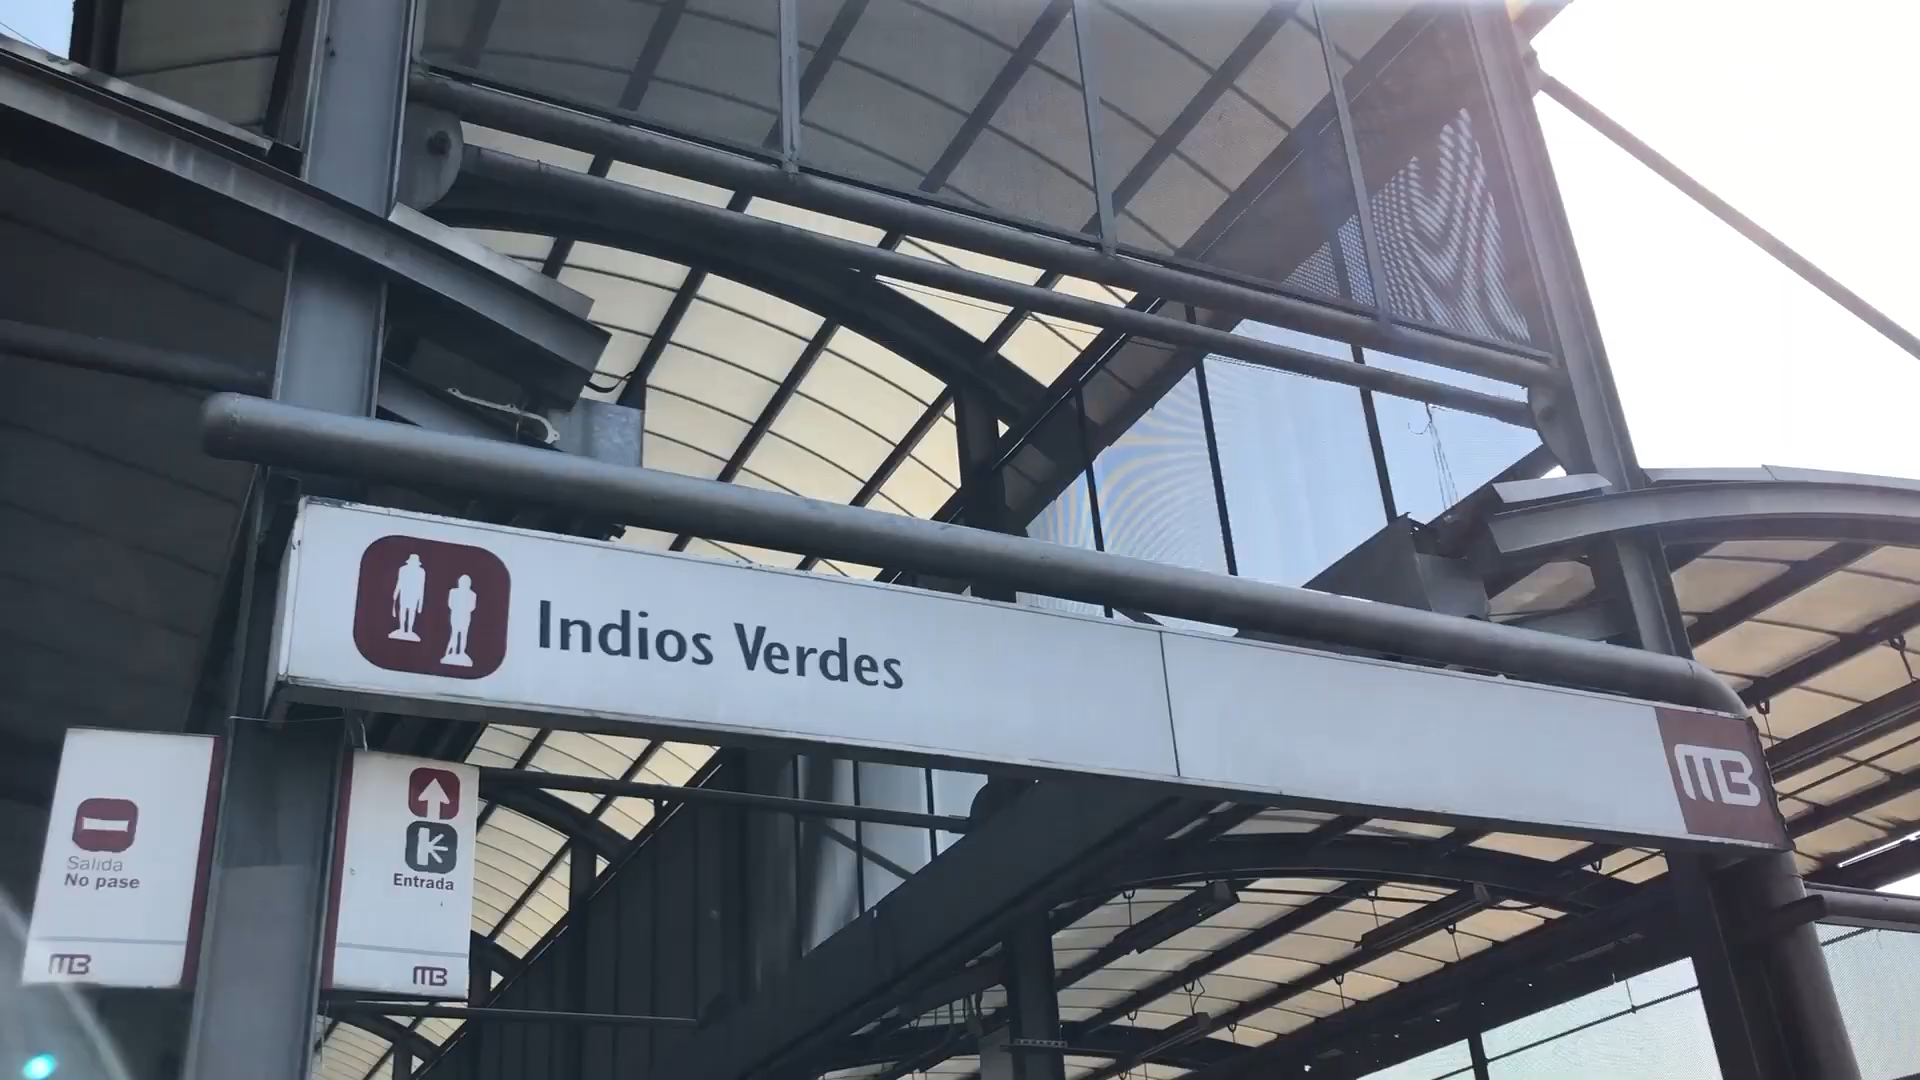 Indios Verdes
MB
Salida
No pase
MB
Entrada
MB